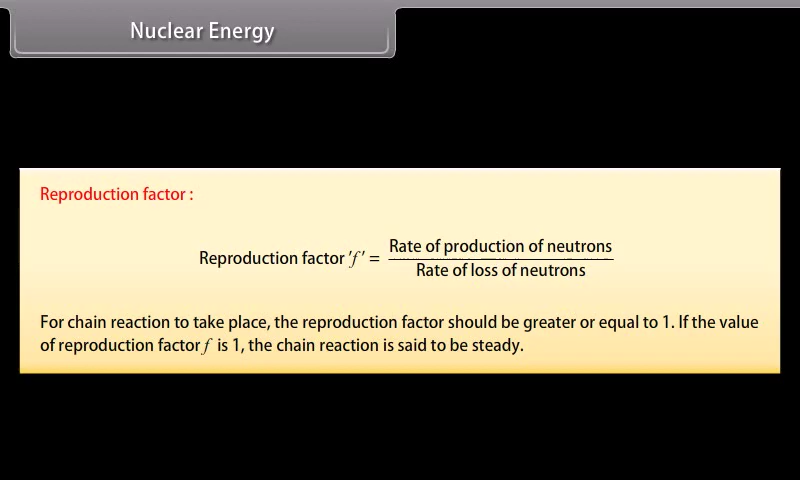 Nuclear Energy
Reproduction factor :
Reproduction factor 'f' = Rate of production of neutrons / Rate of loss of neutrons
For chain reaction to take place, the reproduction factor should be greater or equal to 1. If the value
of reproduction factor f is 1, the chain reaction is said to be steady.